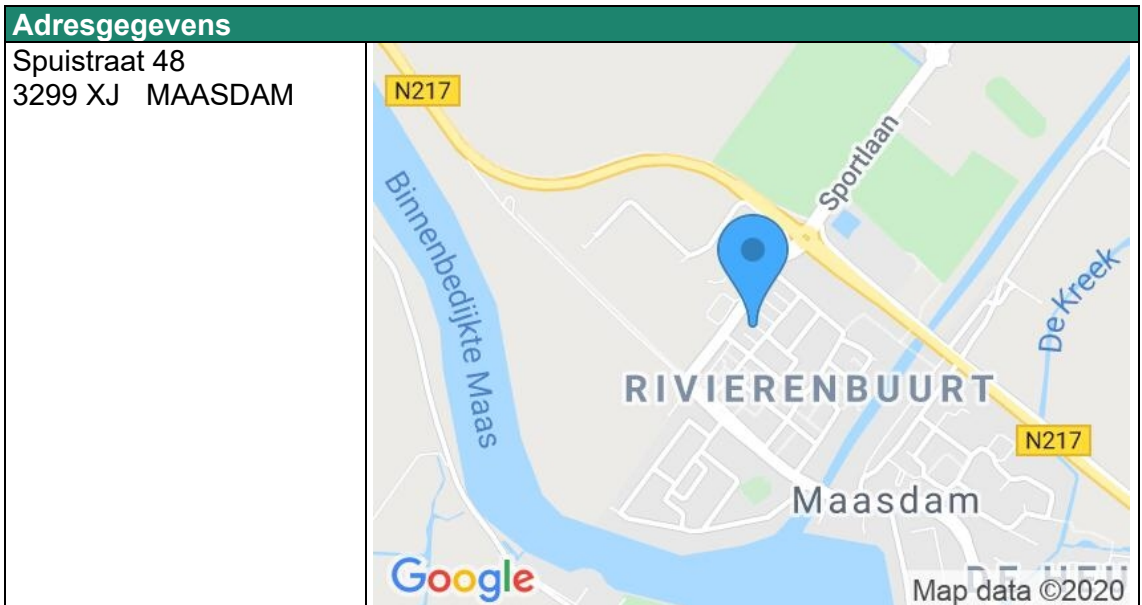 Adresgegevens
Spuistraat 48
3299 XJ MAASDAM
N217
Sportlaan
Binnenbedijkte Maas
De Kreek
RIVIERENBUURT
N217
Maasdam
Google
Map data ©2020